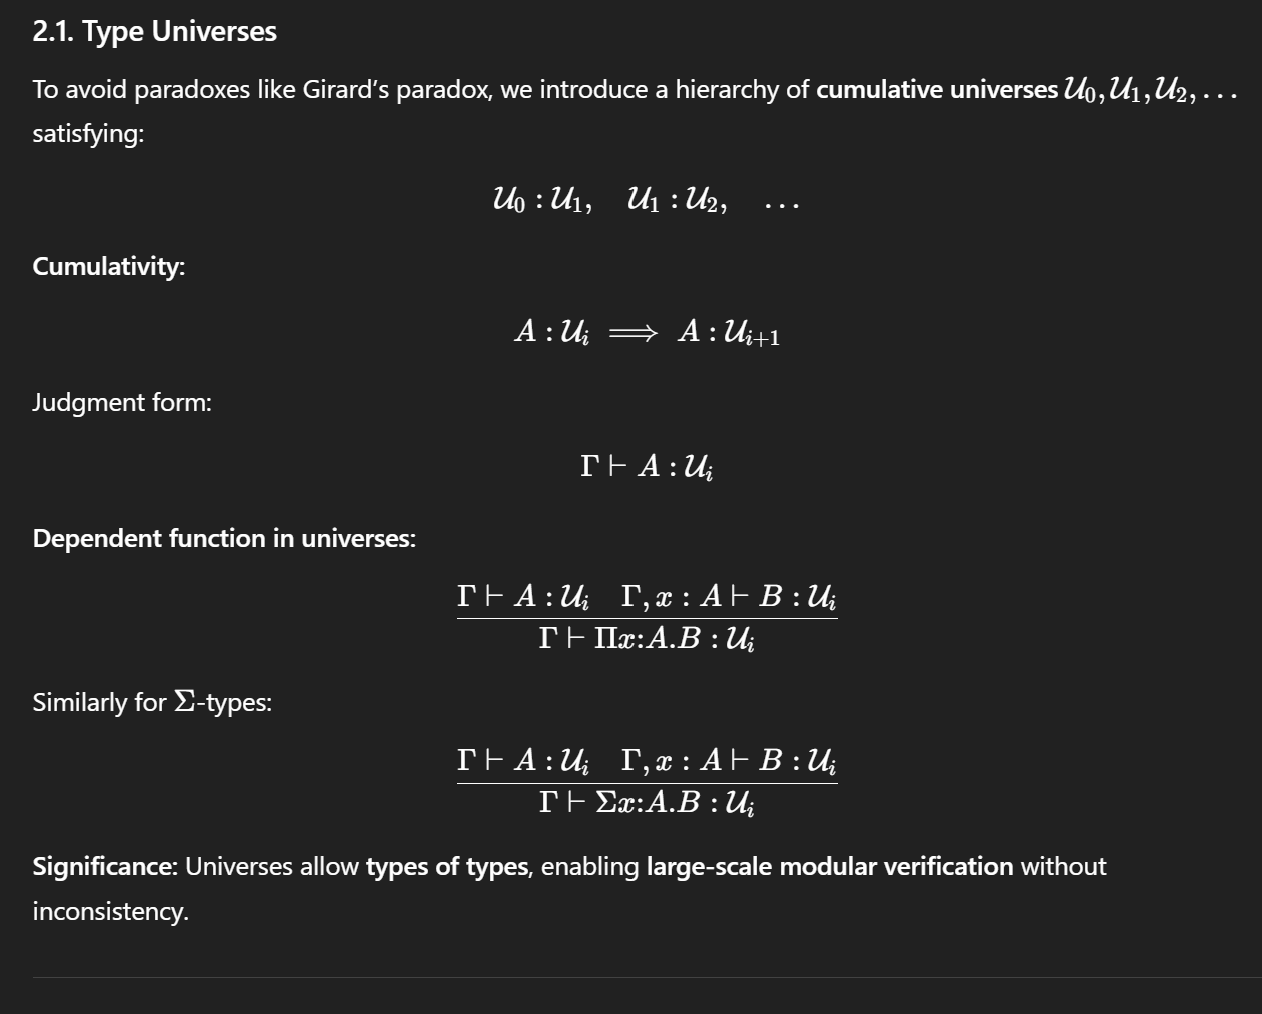 2.1. Type Universes
To avoid paradoxes like Girard’s paradox, we introduce a hierarchy of cumulative universes 𝒰₀, 𝒰₁, 𝒰₂, …
satisfying:
𝒰₀ : 𝒰₁, 𝒰₁ : 𝒰₂, …
Cumulativity:
A : 𝒰ᵢ ⟹ A : 𝒰ᵢ₊₁
Judgment form:
Γ ⊢ A : 𝒰ᵢ
Dependent function in universes:
Γ ⊢ A : 𝒰ᵢ Γ, x : A ⊢ B : 𝒰ᵢ
Γ ⊢ Πx:A.B : 𝒰ᵢ
Similarly for Σ-types:
Γ ⊢ A : 𝒰ᵢ Γ, x : A ⊢ B : 𝒰ᵢ
Γ ⊢ Σx:A.B : 𝒰ᵢ
Significance: Universes allow types of types, enabling large-scale modular verification without
inconsistency.